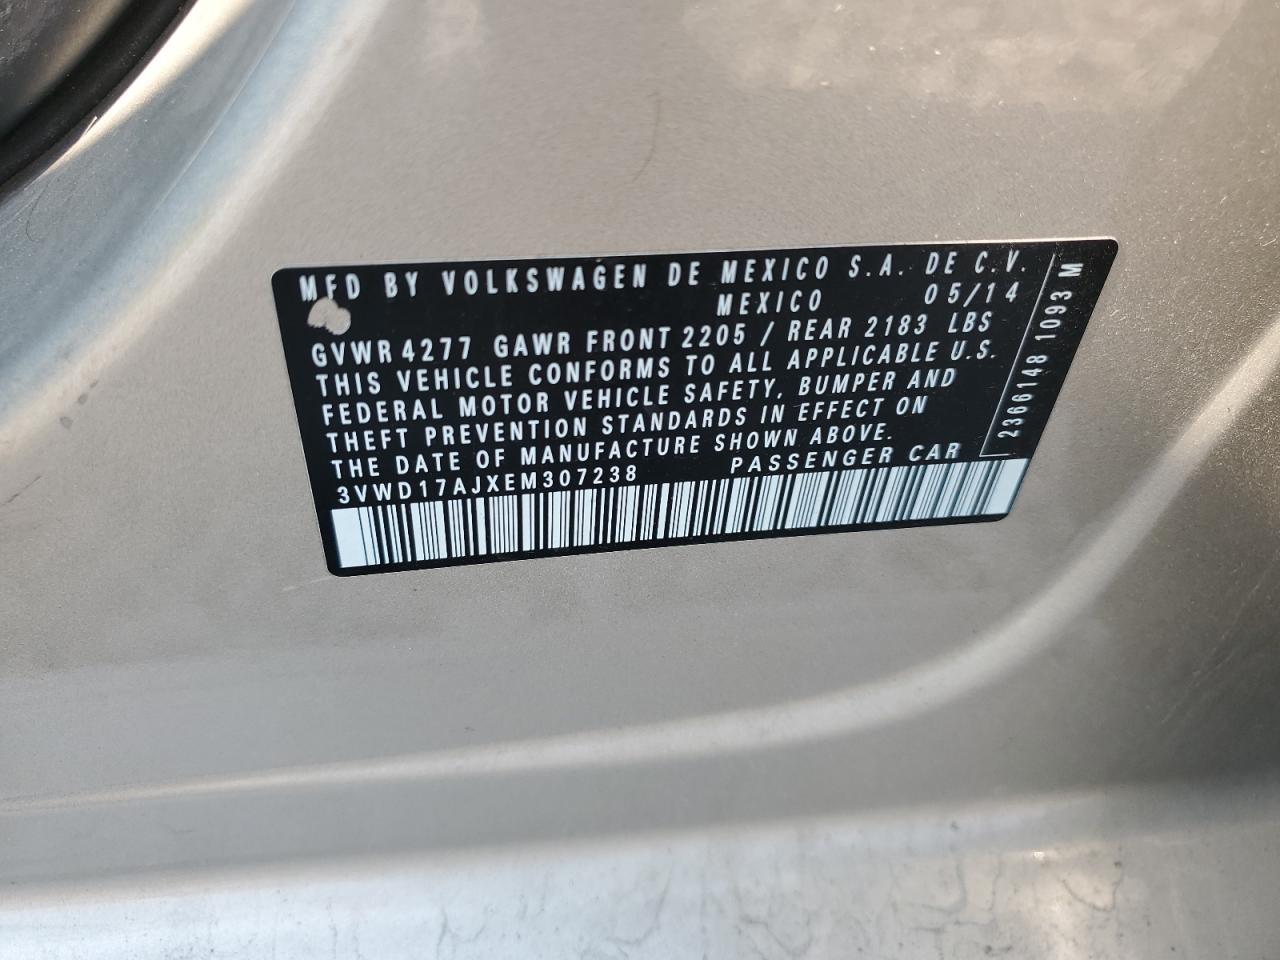 MFD BY VOLKSWAGEN DE MEXICO S.A. DE C.V.
MEXICO 05/14
GVWR 4277 GAWR FRONT 2205 / REAR 2183 LBS
THIS VEHICLE CONFORMS TO ALL APPLICABLE U.S.
FEDERAL MOTOR VEHICLE SAFETY, BUMPER AND
THEFT PREVENTION STANDARDS IN EFFECT ON
THE DATE OF MANUFACTURE SHOWN ABOVE.
3VWD17AJXEM307238 PASSENGER CAR
2366148 1093 M